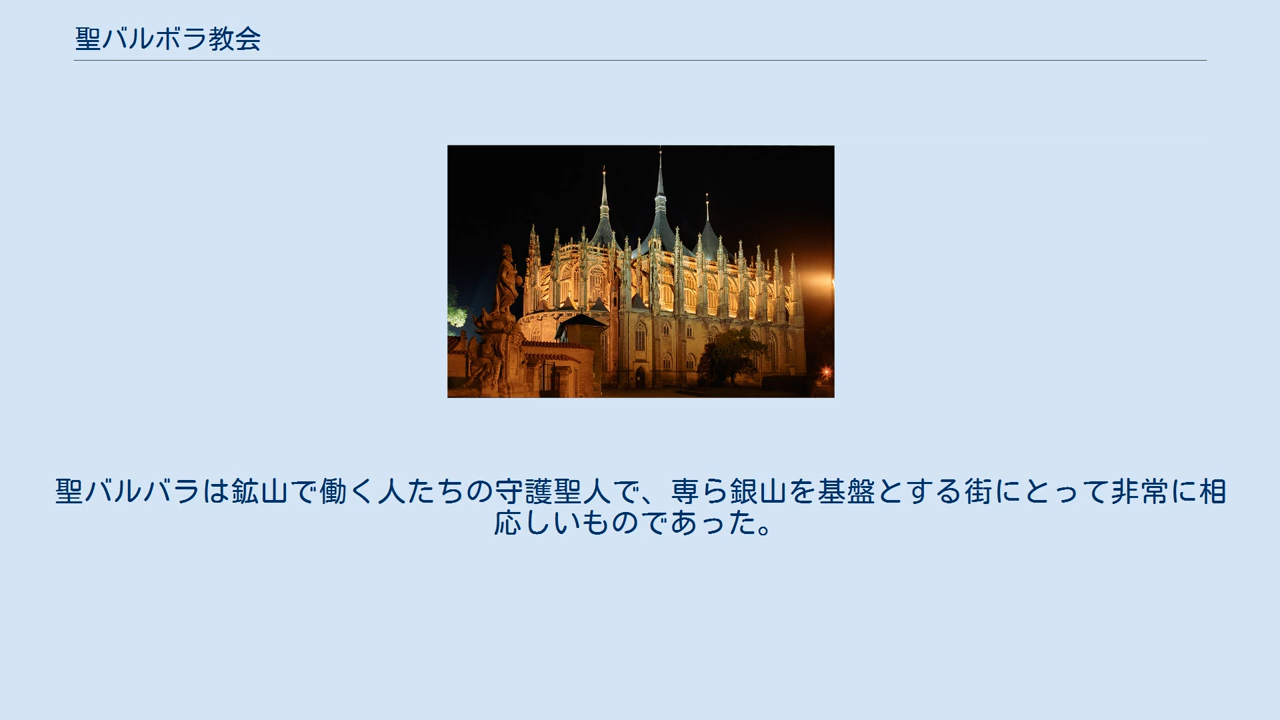 聖バルボラ教会
聖バルバラは鉱山で働く人たちの守護聖人で、専ら銀山を基盤とする街にとって非常に相
応しいものであった。